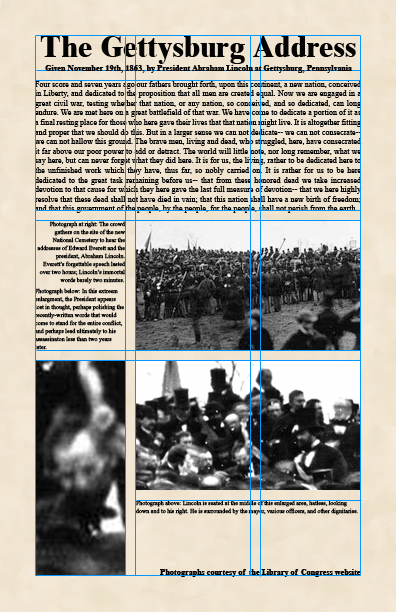 The Gettysburg Address
Given November 19th, 1863, by President Abraham Lincoln at Gettysburg, Pennsylvania
Four score and seven years ago our fathers brought forth, upon this continent, a new nation, conceived
in Liberty, and dedicated to the proposition that all men are created equal. Now we are engaged in a
great civil war, testing whether that nation, or any nation, so conceived, and so dedicated, can long
endure. We are met here on a great battlefield of that war. We have come to dedicate a portion of it as
a final resting place for those who here gave their lives that that nation might live. It is altogether fitting
and proper that we should do this. But in a larger sense we can not dedicate-- we can not consecrate--
we can not hallow this ground. The brave men, living and dead, who struggled, here, have consecrated
it far above our poor power to add or detract. The world will little note, nor long remember, what we
say here, but can never forget what they did here. It is for us, the living, rather to be dedicated here to
the unfinished work which they have, thus far, so nobly carried on. It is rather for us to be here
dedicated to the great task remaining before us-- that from these honored dead we take increased
devotion to that cause for which they here gave the last full measure of devotion-- that we here highly
resolve that these dead shall not have died in vain; that this nation shall have a new birth of freedom;
and that this government of the people, by the people, for the people, shall not perish from the earth.
Photograph at right: The crowd
gathers on the site of the new
National Cemetery to hear the
addresses of Edward Everett and the
president, Abraham Lincoln.
Everett's forgettable speech lasted
over two hours; Lincoln's immortal
words barely two minutes.
Photograph below: In this extreme
enlargment, the President appears
lost in thought, perhaps polishing the
recently-written words that would
come to stand for the entire conflict,
and perhaps lead ultimately to his
assassinaton less than two years
later.
Photograph above: Lincoln is seated at the middle of this enlarged area, hatless, looking
down and to his right. He is surrounded by the mayor, various officers, and other dignitaries.
Photographs courtesy of the Library of Congress website